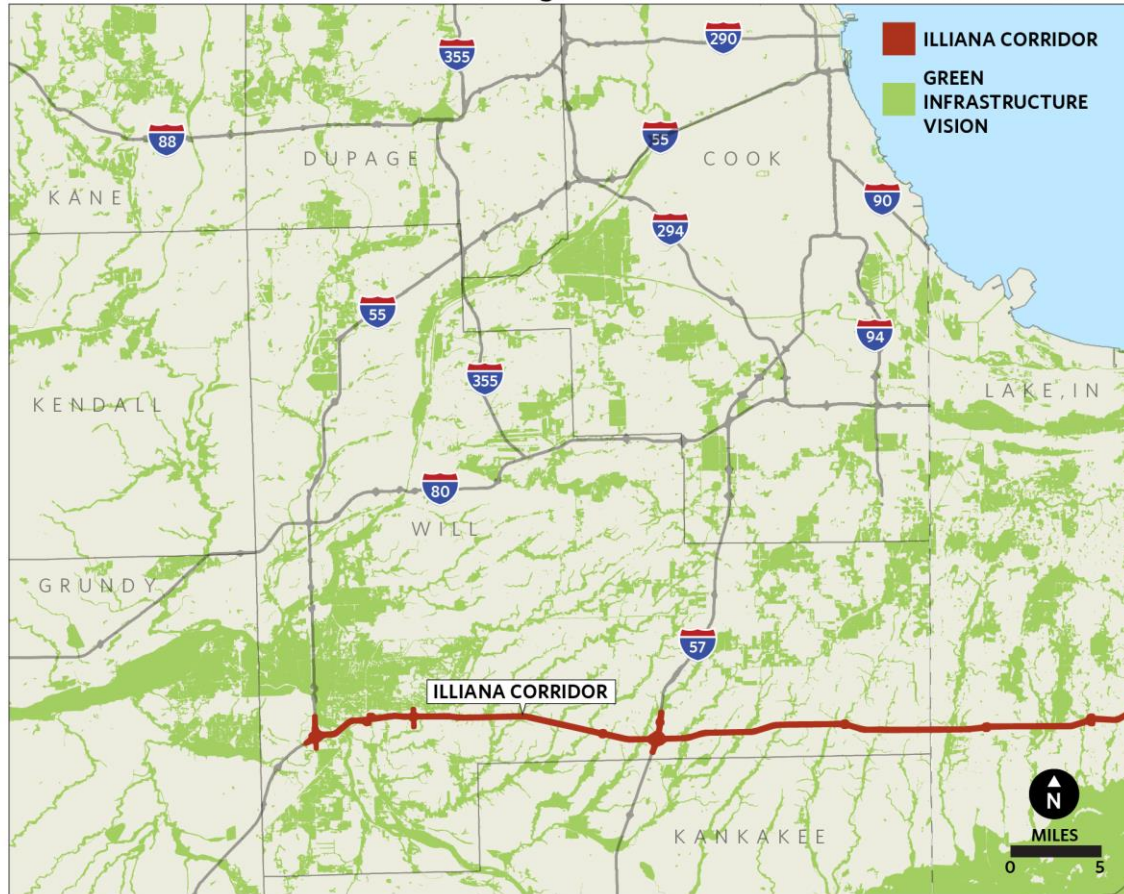 290
355
ILLIANA CORRIDOR
GREEN
INFRASTRUCTURE
VISION
88
55
DUPAGE
COOK
KANE
90
294
55
94
355
KENDALL
LAKE, IN
80
WILL
GRUNDY
57
ILLIANA CORRIDOR
N
MILES
KANKAKEE
0 5